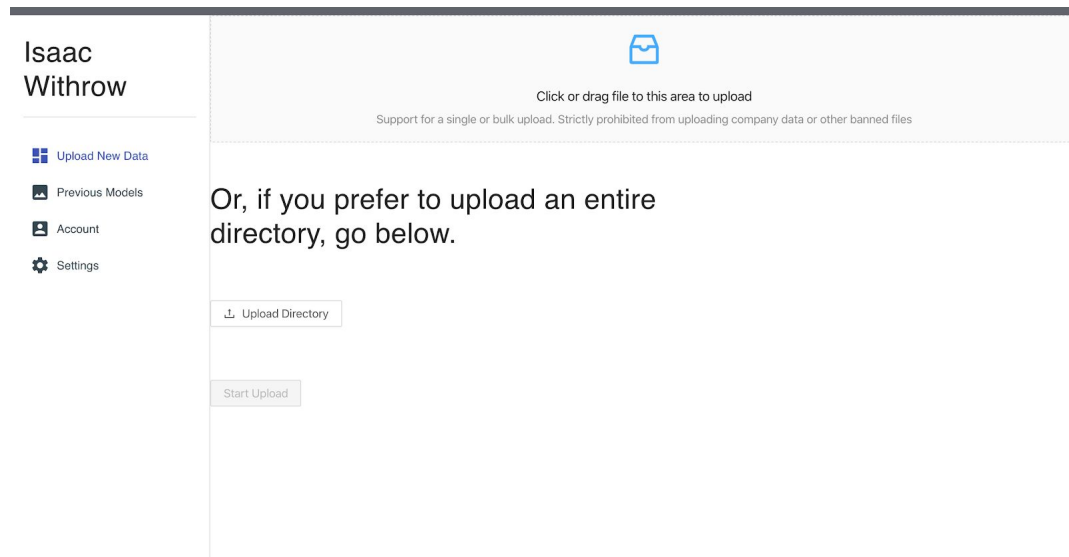 Isaac
Withrow
Upload New Data
Previous Models
Account
Settings
Click or drag file to this area to upload
Support for a single or bulk upload. Strictly prohibited from uploading company data or other banned files
Or, if you prefer to upload an entire
directory, go below.
Upload Directory
Start Upload